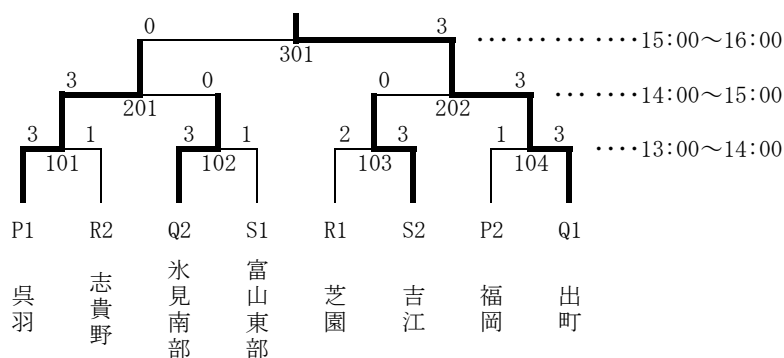 0 3 ‥‥‥‥‥‥15:00～16:00
301
3 0 0 3 ‥‥‥‥14:00～15:00
201 202
3 1 3 1 2 3 1 3 ‥‥13:00～14:00
101 102 103 104
P1 R2 Q2 S1 R1 S2 P2 Q1
呉羽 志貴野 氷見南部 富山東部 芝園 吉江 福岡 出町